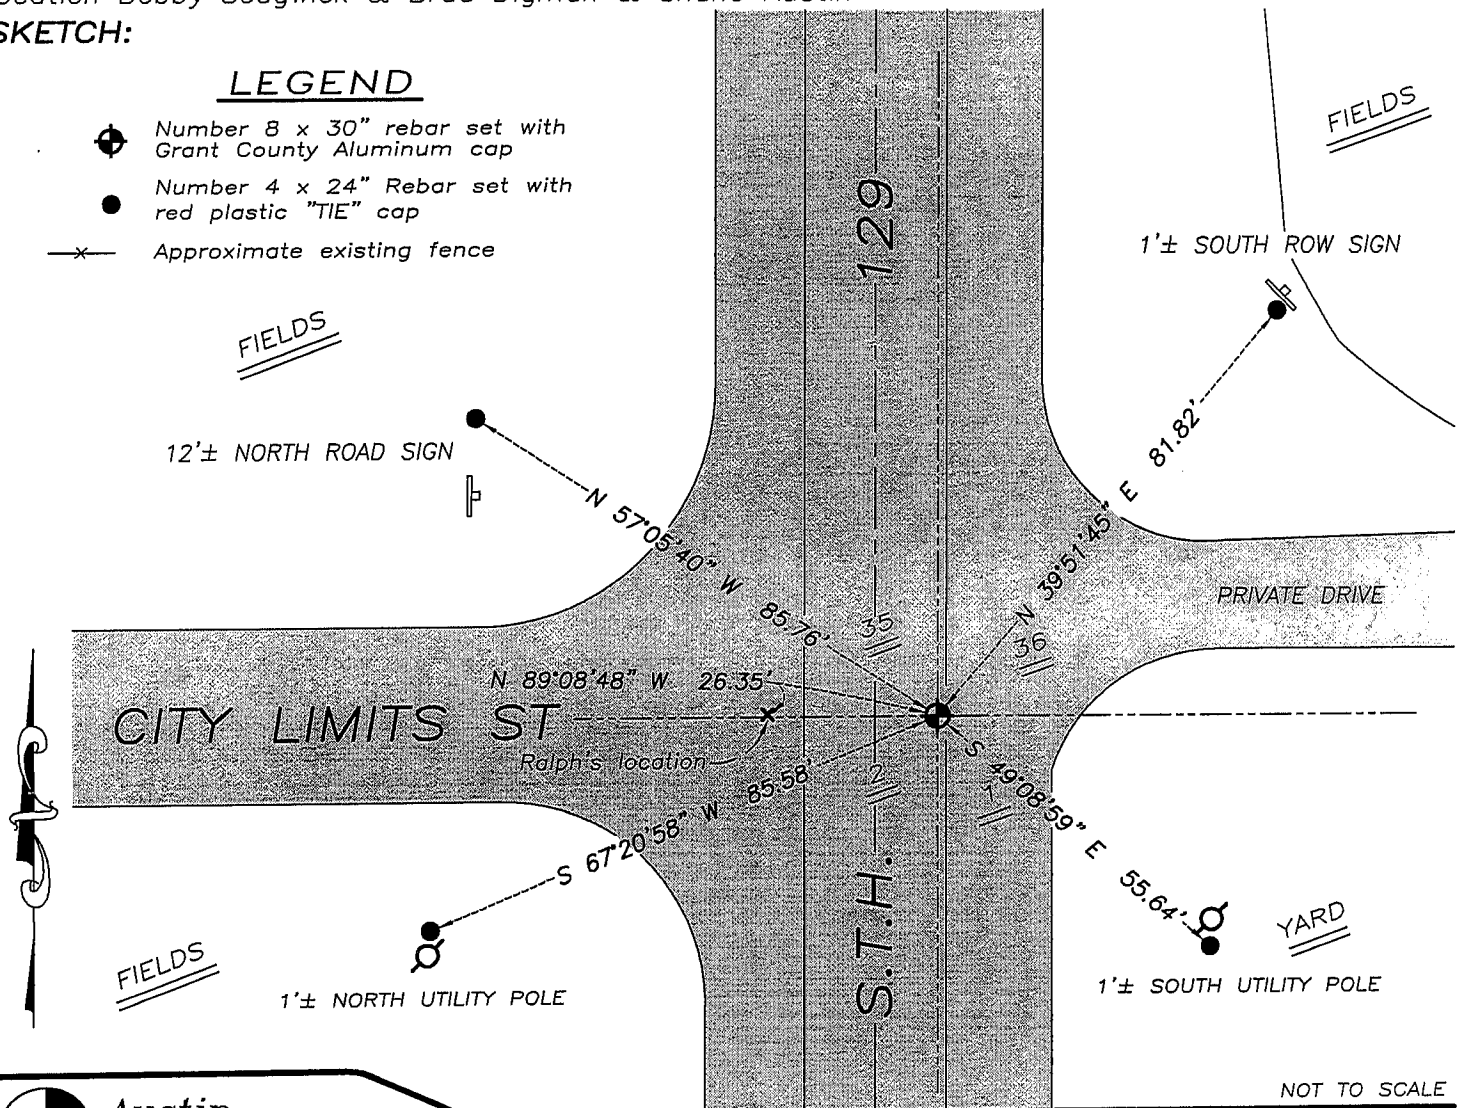 SKETCH:
LEGEND
Number 8 x 30" rebar set with
Grant County Aluminum cap
Number 4 x 24" Rebar set with
red plastic "TIE" cap
Approximate existing fence
FIELDS
129
FIELDS
1'± SOUTH ROW SIGN
12'± NORTH ROAD SIGN
N 57°05'40" W 85.76'
N 39°51'45" E 81.82'
PRIVATE DRIVE
35
36
N 89°08'48" W 26.35'
CITY LIMITS ST
Ralph's location
2
1
S 67°20'58" W 85.58'
S 49°08'59" E 55.64'
S.T.H.
YARD
FIELDS
1'± NORTH UTILITY POLE
1'± SOUTH UTILITY POLE
NOT TO SCALE
Austin